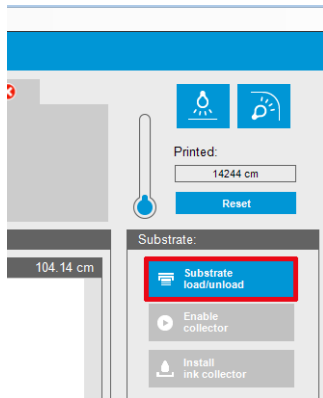 Printed:
14244 cm
Reset
Substrate:
104.14 cm
Substrate
load/unload
Enable
collector
Install
ink collector